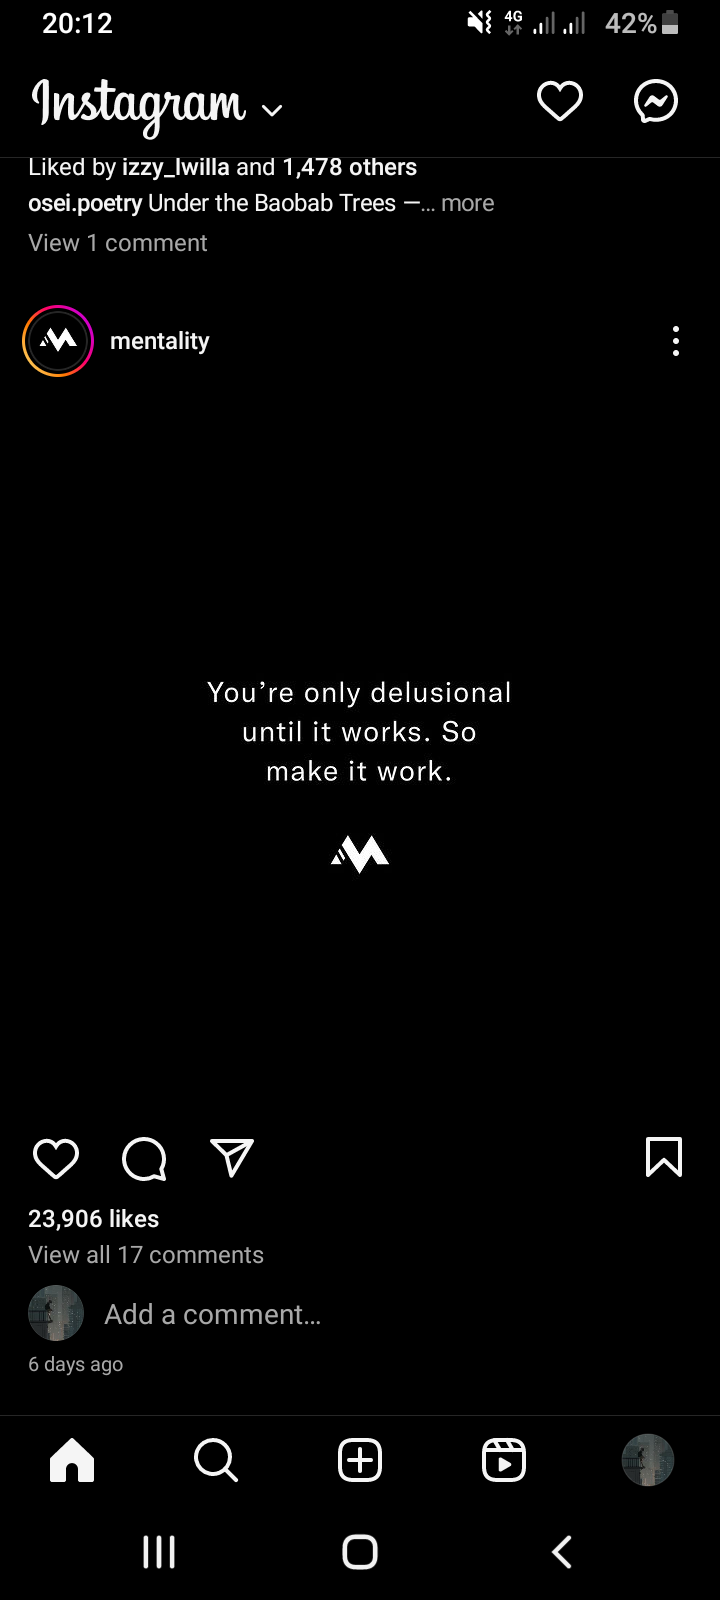 20:12
4G
42%
Instagram
Liked by izzy_lwilla and 1,478 others
osei.poetry Under the Baobab Trees —... more
View 1 comment
mentality
You’re only delusional
until it works. So
make it work.
23,906 likes
View all 17 comments
Add a comment...
6 days ago